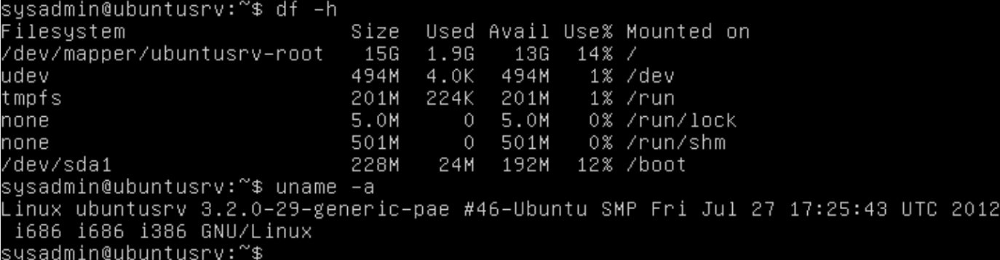 sysadmin@ubuntusrv:~$ df -h
Filesystem                  Size  Used Avail Use% Mounted on
/dev/mapper/ubuntusrv-root   15G  1.9G   13G  14% /
udev                        494M  4.0K  494M   1% /dev
tmpfs                       201M  224K  201M   1% /run
none                        5.0M     0  5.0M   0% /run/lock
none                        501M     0  501M   0% /run/shm
/dev/sda1                   228M   24M  192M  12% /boot
sysadmin@ubuntusrv:~$ uname -a
Linux ubuntusrv 3.2.0-29-generic-pae #46-Ubuntu SMP Fri Jul 27 17:25:43 UTC 2012
 i686 i686 i386 GNU/Linux
sysadmin@ubuntusrv:~$